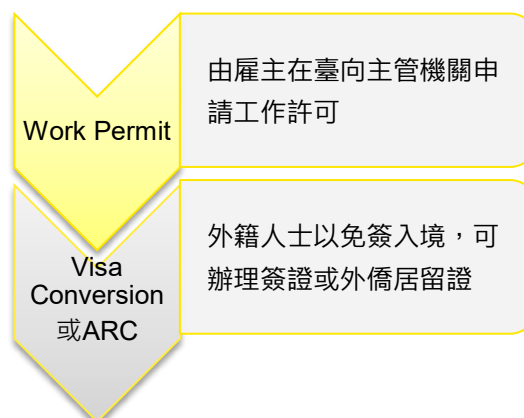 Work Permit
由雇主在臺向主管機關申
請工作許可
Visa
Conversion
或ARC
外籍人士以免簽入境，可
辦理簽證或外僑居留證